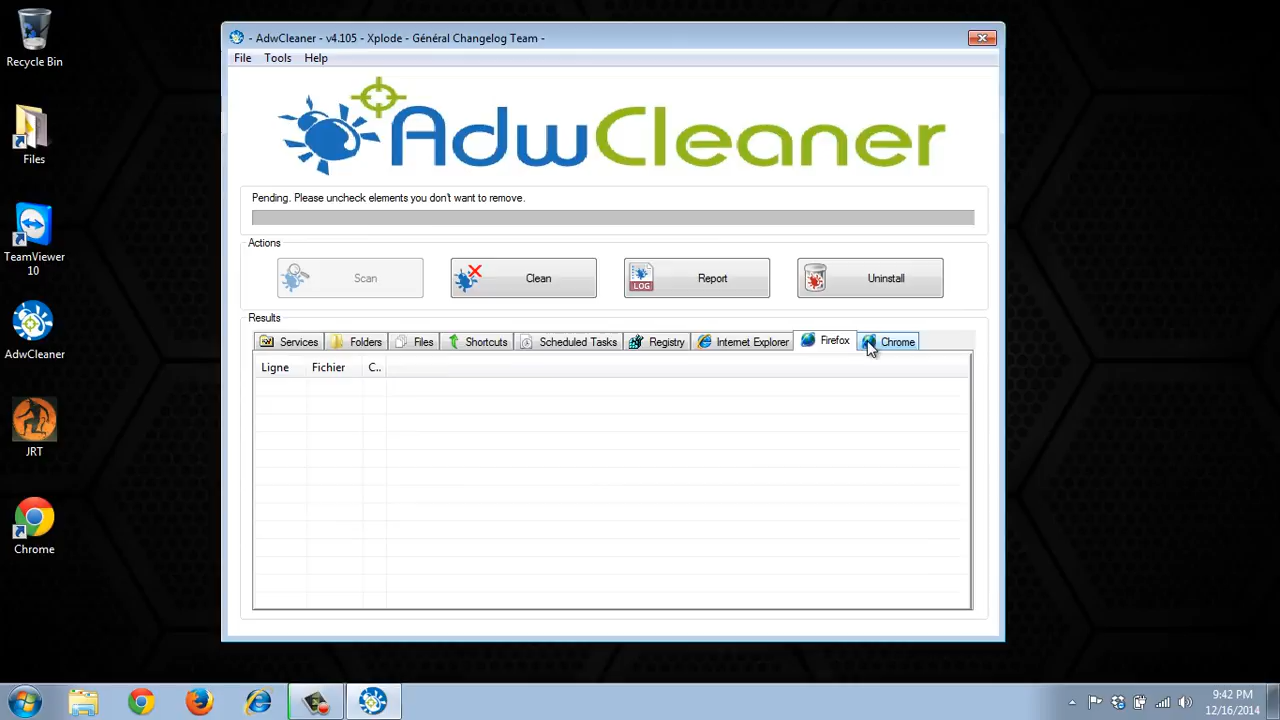 Recycle Bin
Files
TeamViewer
10
AdwCleaner
JRT
Chrome
- AdwCleaner - v4.105 - Xplode - Général Changelog Team -
File Tools Help
AdwCleaner
Pending. Please uncheck elements you don't want to remove.
Actions
Scan
Clean
LOG
Report
Uninstall
Results
Services Folders Files Shortcuts Scheduled Tasks Registry Internet Explorer Firefox Chrome
Ligne Fichier C..
9:42 PM
12/16/2014